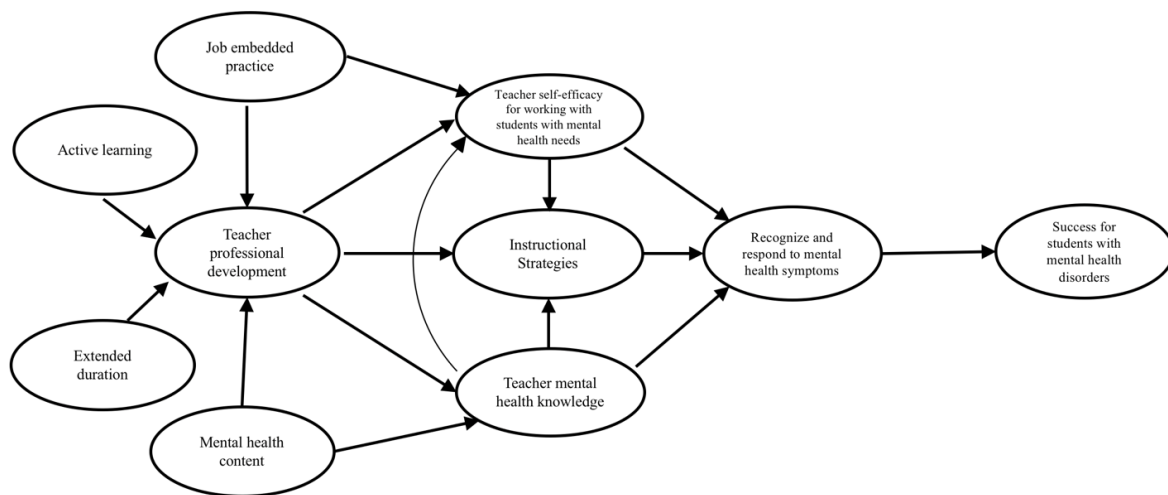 Job embedded
practice
Teacher self-efficacy
for working with
students with mental
health needs
Active learning
Teacher
professional
development
Instructional
Strategies
Recognize and
respond to mental
health symptoms
Success for
students with
mental health
disorders
Extended
duration
Teacher mental
health knowledge
Mental health
content